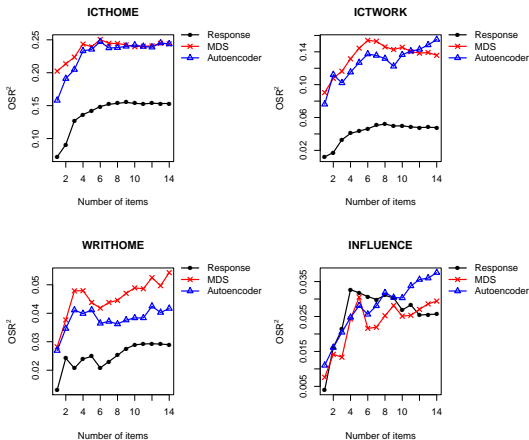 ICTHOME
OSR²
0.25
0.20
0.15
0.10
2 4 6 8 10 14
Number of items
Response
MDS
Autoencoder
ICTWORK
OSR²
0.14
0.10
0.06
0.02
2 4 6 8 10 14
Number of items
Response
MDS
Autoencoder
WRITHOME
OSR²
0.05
0.04
0.03
0.02
2 4 6 8 10 14
Number of items
Response
MDS
Autoencoder
INFLUENCE
OSR²
0.035
0.025
0.015
0.005
2 4 6 8 10 14
Number of items
Response
MDS
Autoencoder